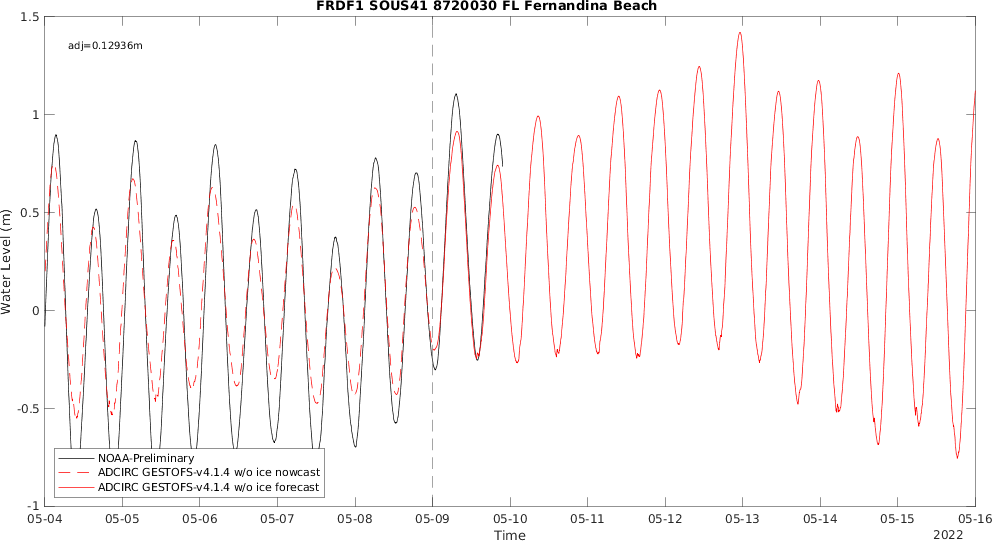 FRDF1 SOUS41 8720030 FL Fernandina Beach
adj=0.12936m
1.5
1
0.5
0
-0.5
-1
Water Level (m)
NOAA-Preliminary
ADCIRC GESTOFS-v4.1.4 w/o ice nowcast
ADCIRC GESTOFS-v4.1.4 w/o ice forecast
05-04 05-05 05-06 05-07 05-08 05-09 05-10 05-11 05-12 05-13 05-14 05-15 05-16
Time
2022